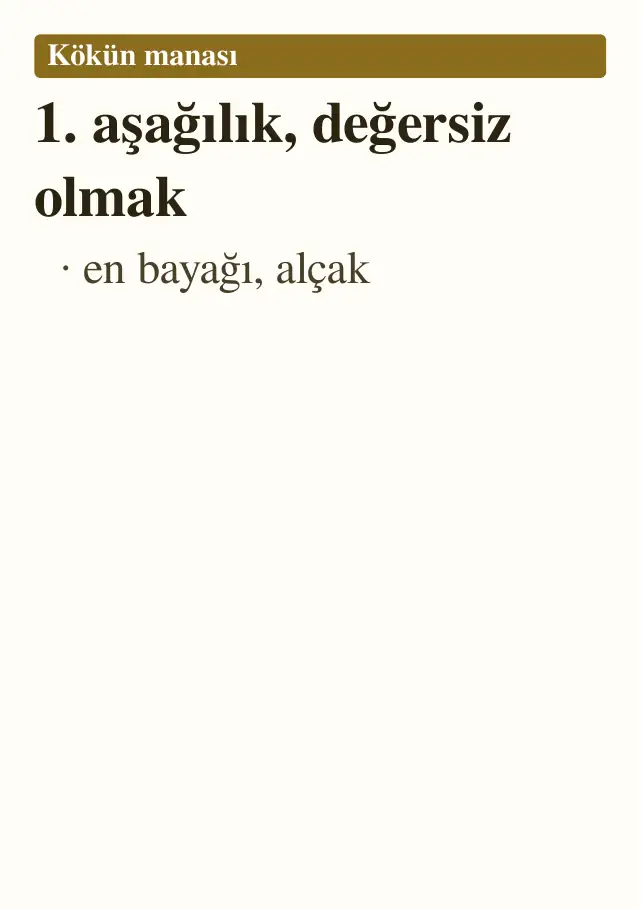 Kökün manası
1. aşağılık, değersiz
olmak
· en bayağı, alçak